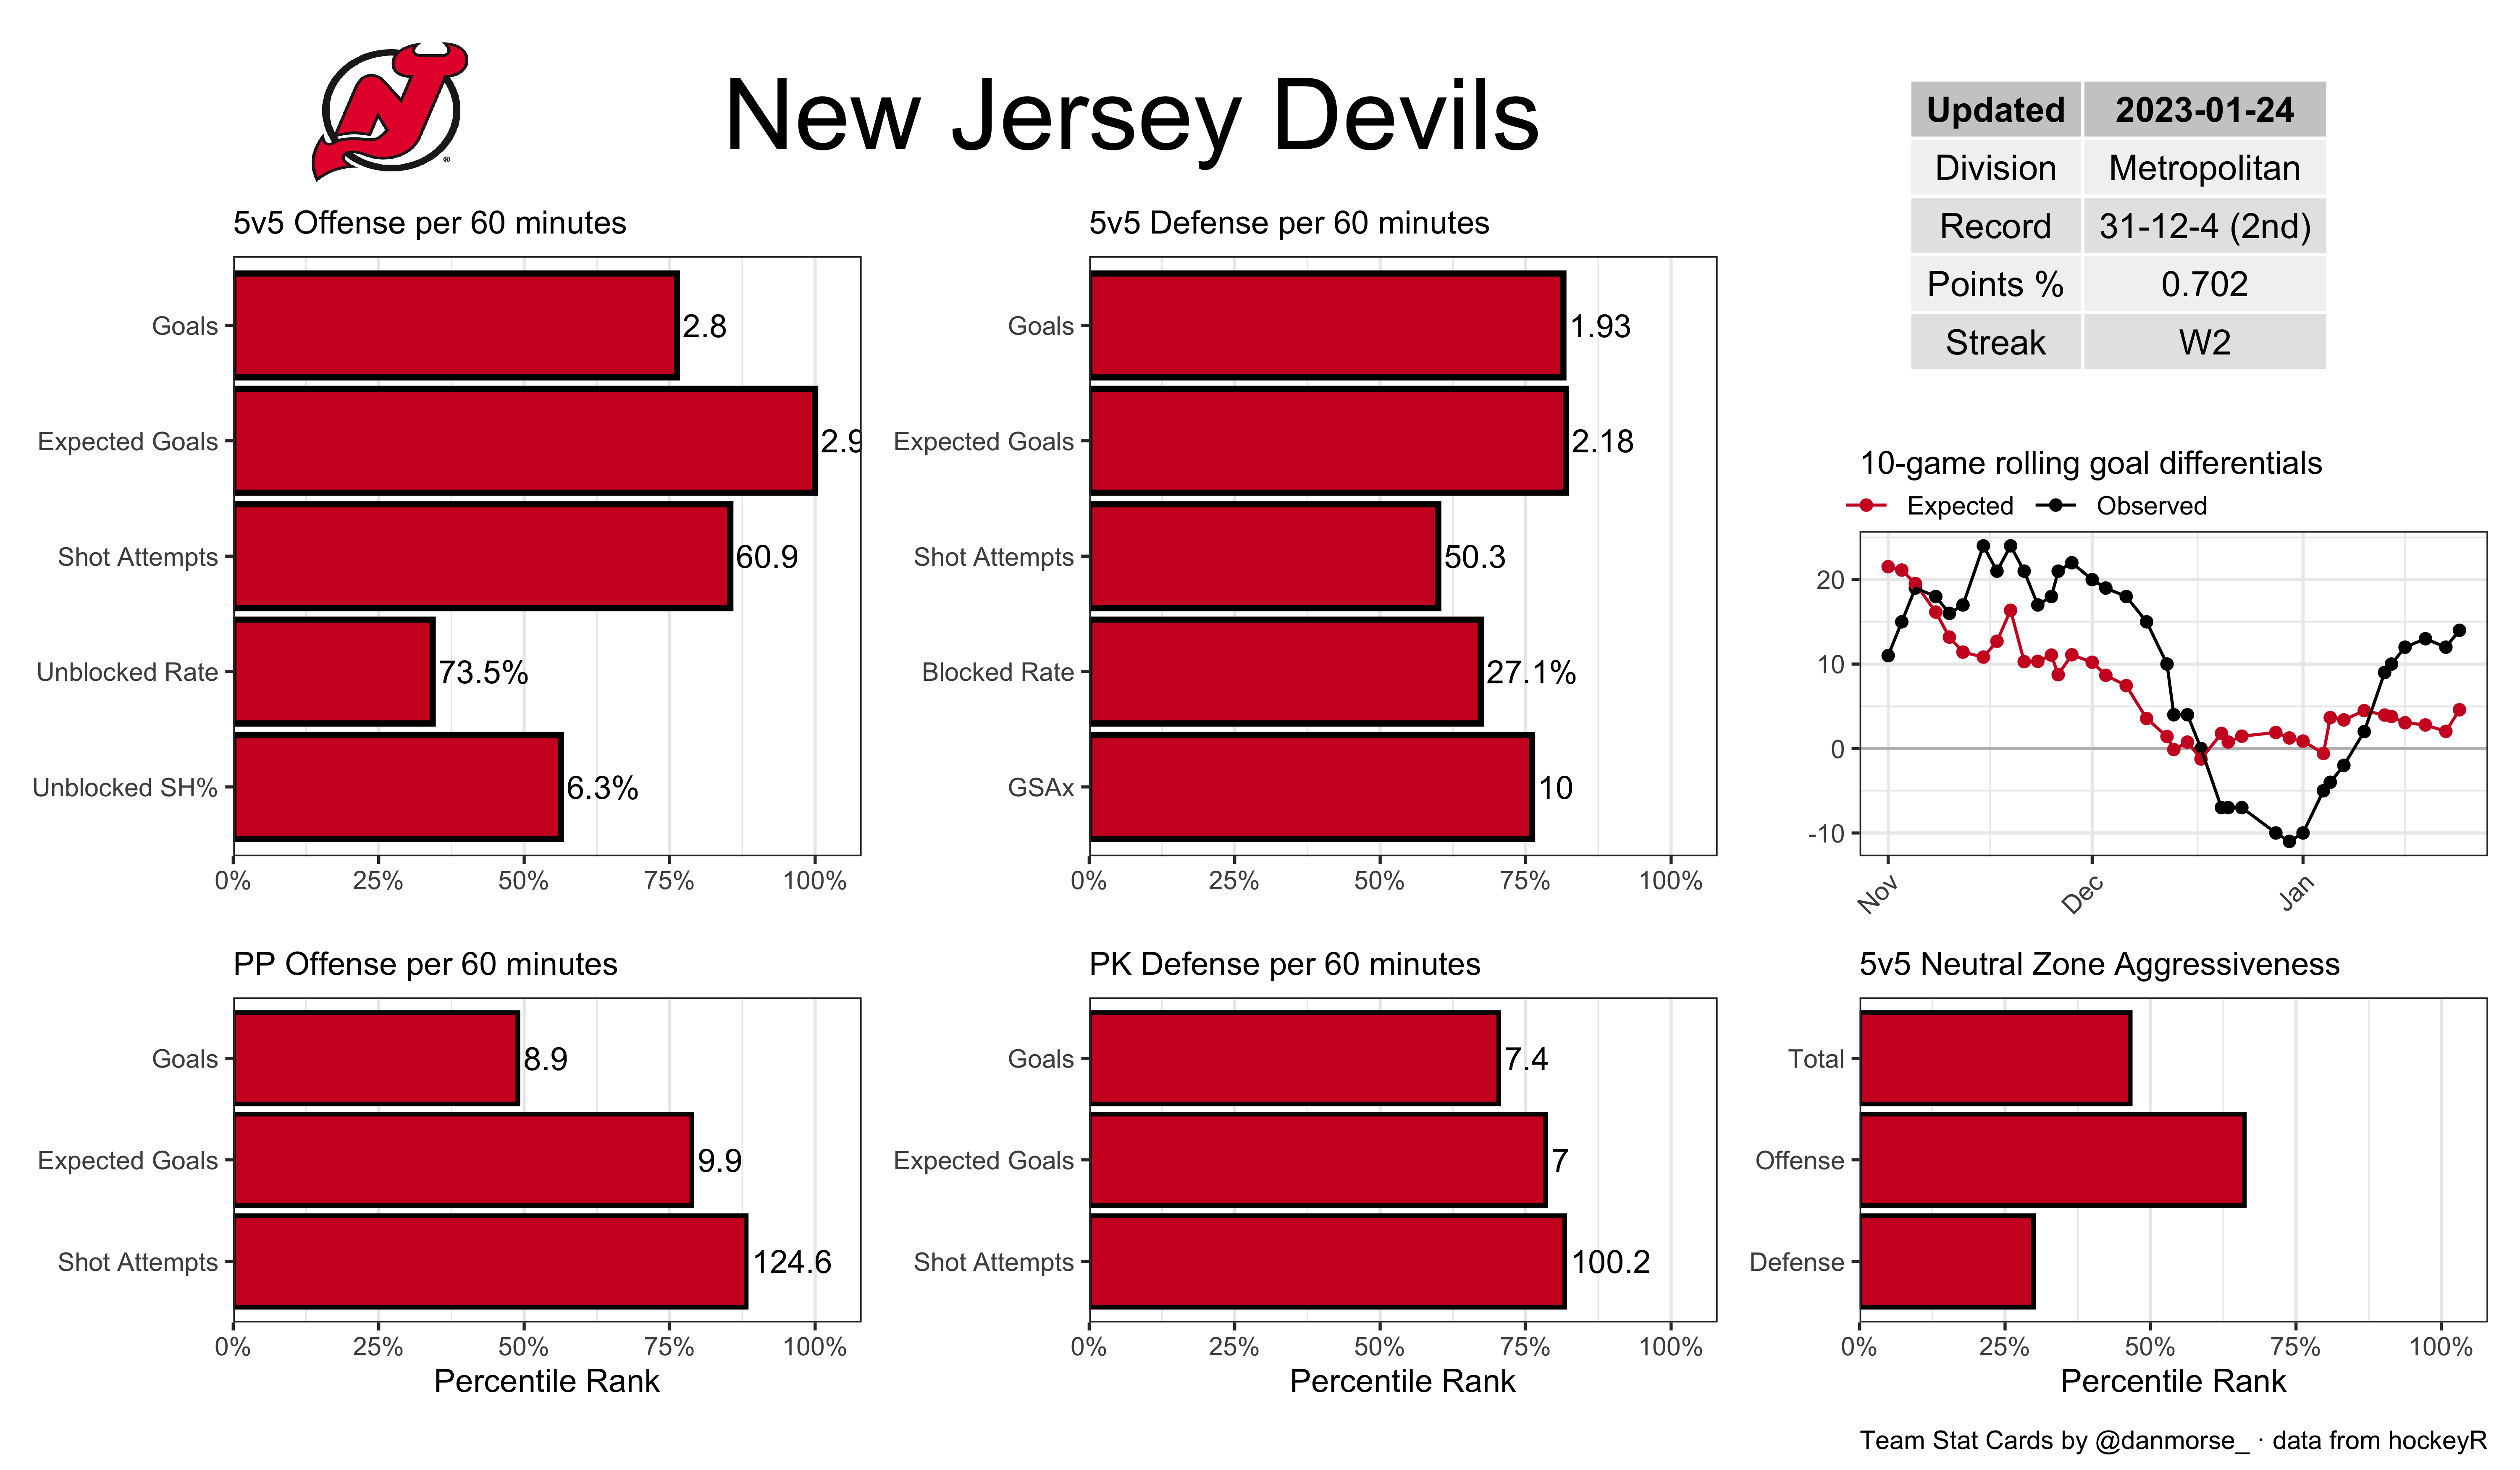 New Jersey Devils
Updated 2023-01-24
Division Metropolitan
Record 31-12-4 (2nd)
Points % 0.702
Streak W2
5v5 Offense per 60 minutes
Goals 2.8
Expected Goals 2.9
Shot Attempts 60.9
Unblocked Rate 73.5%
Unblocked SH% 6.3%
0% 25% 50% 75% 100%
5v5 Defense per 60 minutes
Goals 1.93
Expected Goals 2.18
Shot Attempts 50.3
Blocked Rate 27.1%
GSAx 10
0% 25% 50% 75% 100%
10-game rolling goal differentials
Expected Observed
20
10
0
-10
Nov Dec Jan
PP Offense per 60 minutes
Goals 8.9
Expected Goals 9.9
Shot Attempts 124.6
0% 25% 50% 75% 100%
Percentile Rank
PK Defense per 60 minutes
Goals 7.4
Expected Goals 7
Shot Attempts 100.2
0% 25% 50% 75% 100%
Percentile Rank
5v5 Neutral Zone Aggressiveness
Total
Offense
Defense
0% 25% 50% 75% 100%
Percentile Rank
Team Stat Cards by @danmorse_ · data from hockeyR